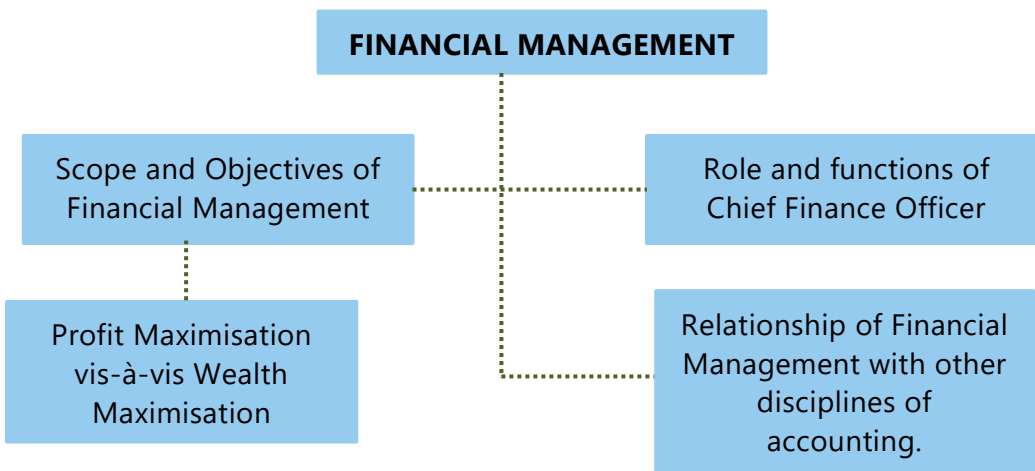 FINANCIAL MANAGEMENT
Scope and Objectives of
Financial Management
Role and functions of
Chief Finance Officer
Profit Maximisation
vis-à-vis Wealth
Maximisation
Relationship of Financial
Management with other
disciplines of
accounting.